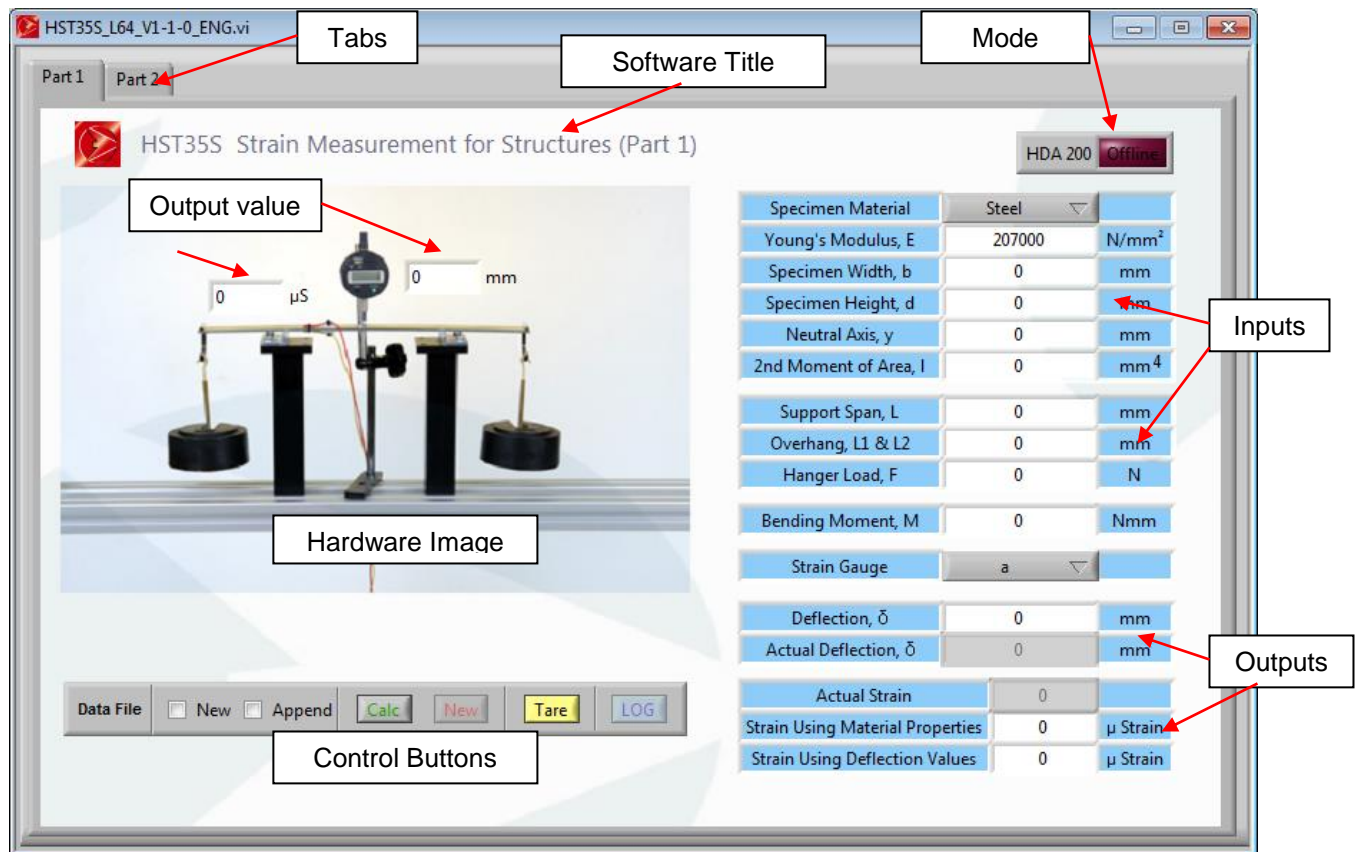 HST35S_L64_V1-1-0_ENG.vi
Tabs
Mode
Software Title
Part 1
Part 2
HST35S Strain Measurement for Structures (Part 1)
HDA 200
Offline
Output value
0 mm
0 µS
Hardware Image
Specimen Material Steel
Young's Modulus, E 207000 N/mm²
Specimen Width, b 0 mm
Specimen Height, d 0 mm
Inputs
Neutral Axis, y 0 mm
2nd Moment of Area, I 0 mm 4
Support Span, L 0 mm
Overhang, L1 & L2 0 mm
Hanger Load, F 0 N
Bending Moment, M 0 Nmm
Strain Gauge a
Deflection, δ 0 mm
Actual Deflection, δ 0 mm
Outputs
Actual Strain 0
Strain Using Material Properties 0 µ Strain
Strain Using Deflection Values 0 µ Strain
Data File New Append Calc New Tare LOG
Control Buttons